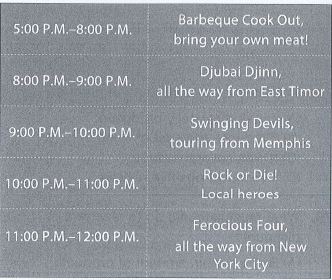 5:00 P.M.–8:00 P.M.
Barbeque Cook Out,
bring your own meat!
8:00 P.M.–9:00 P.M.
Djubai Djinn,
all the way from East Timor
9:00 P.M.–10:00 P.M.
Swinging Devils,
touring from Memphis
10:00 P.M.–11:00 P.M.
Rock or Die!
Local heroes
11:00 P.M.–12:00 P.M.
Ferocious Four,
all the way from New
York City